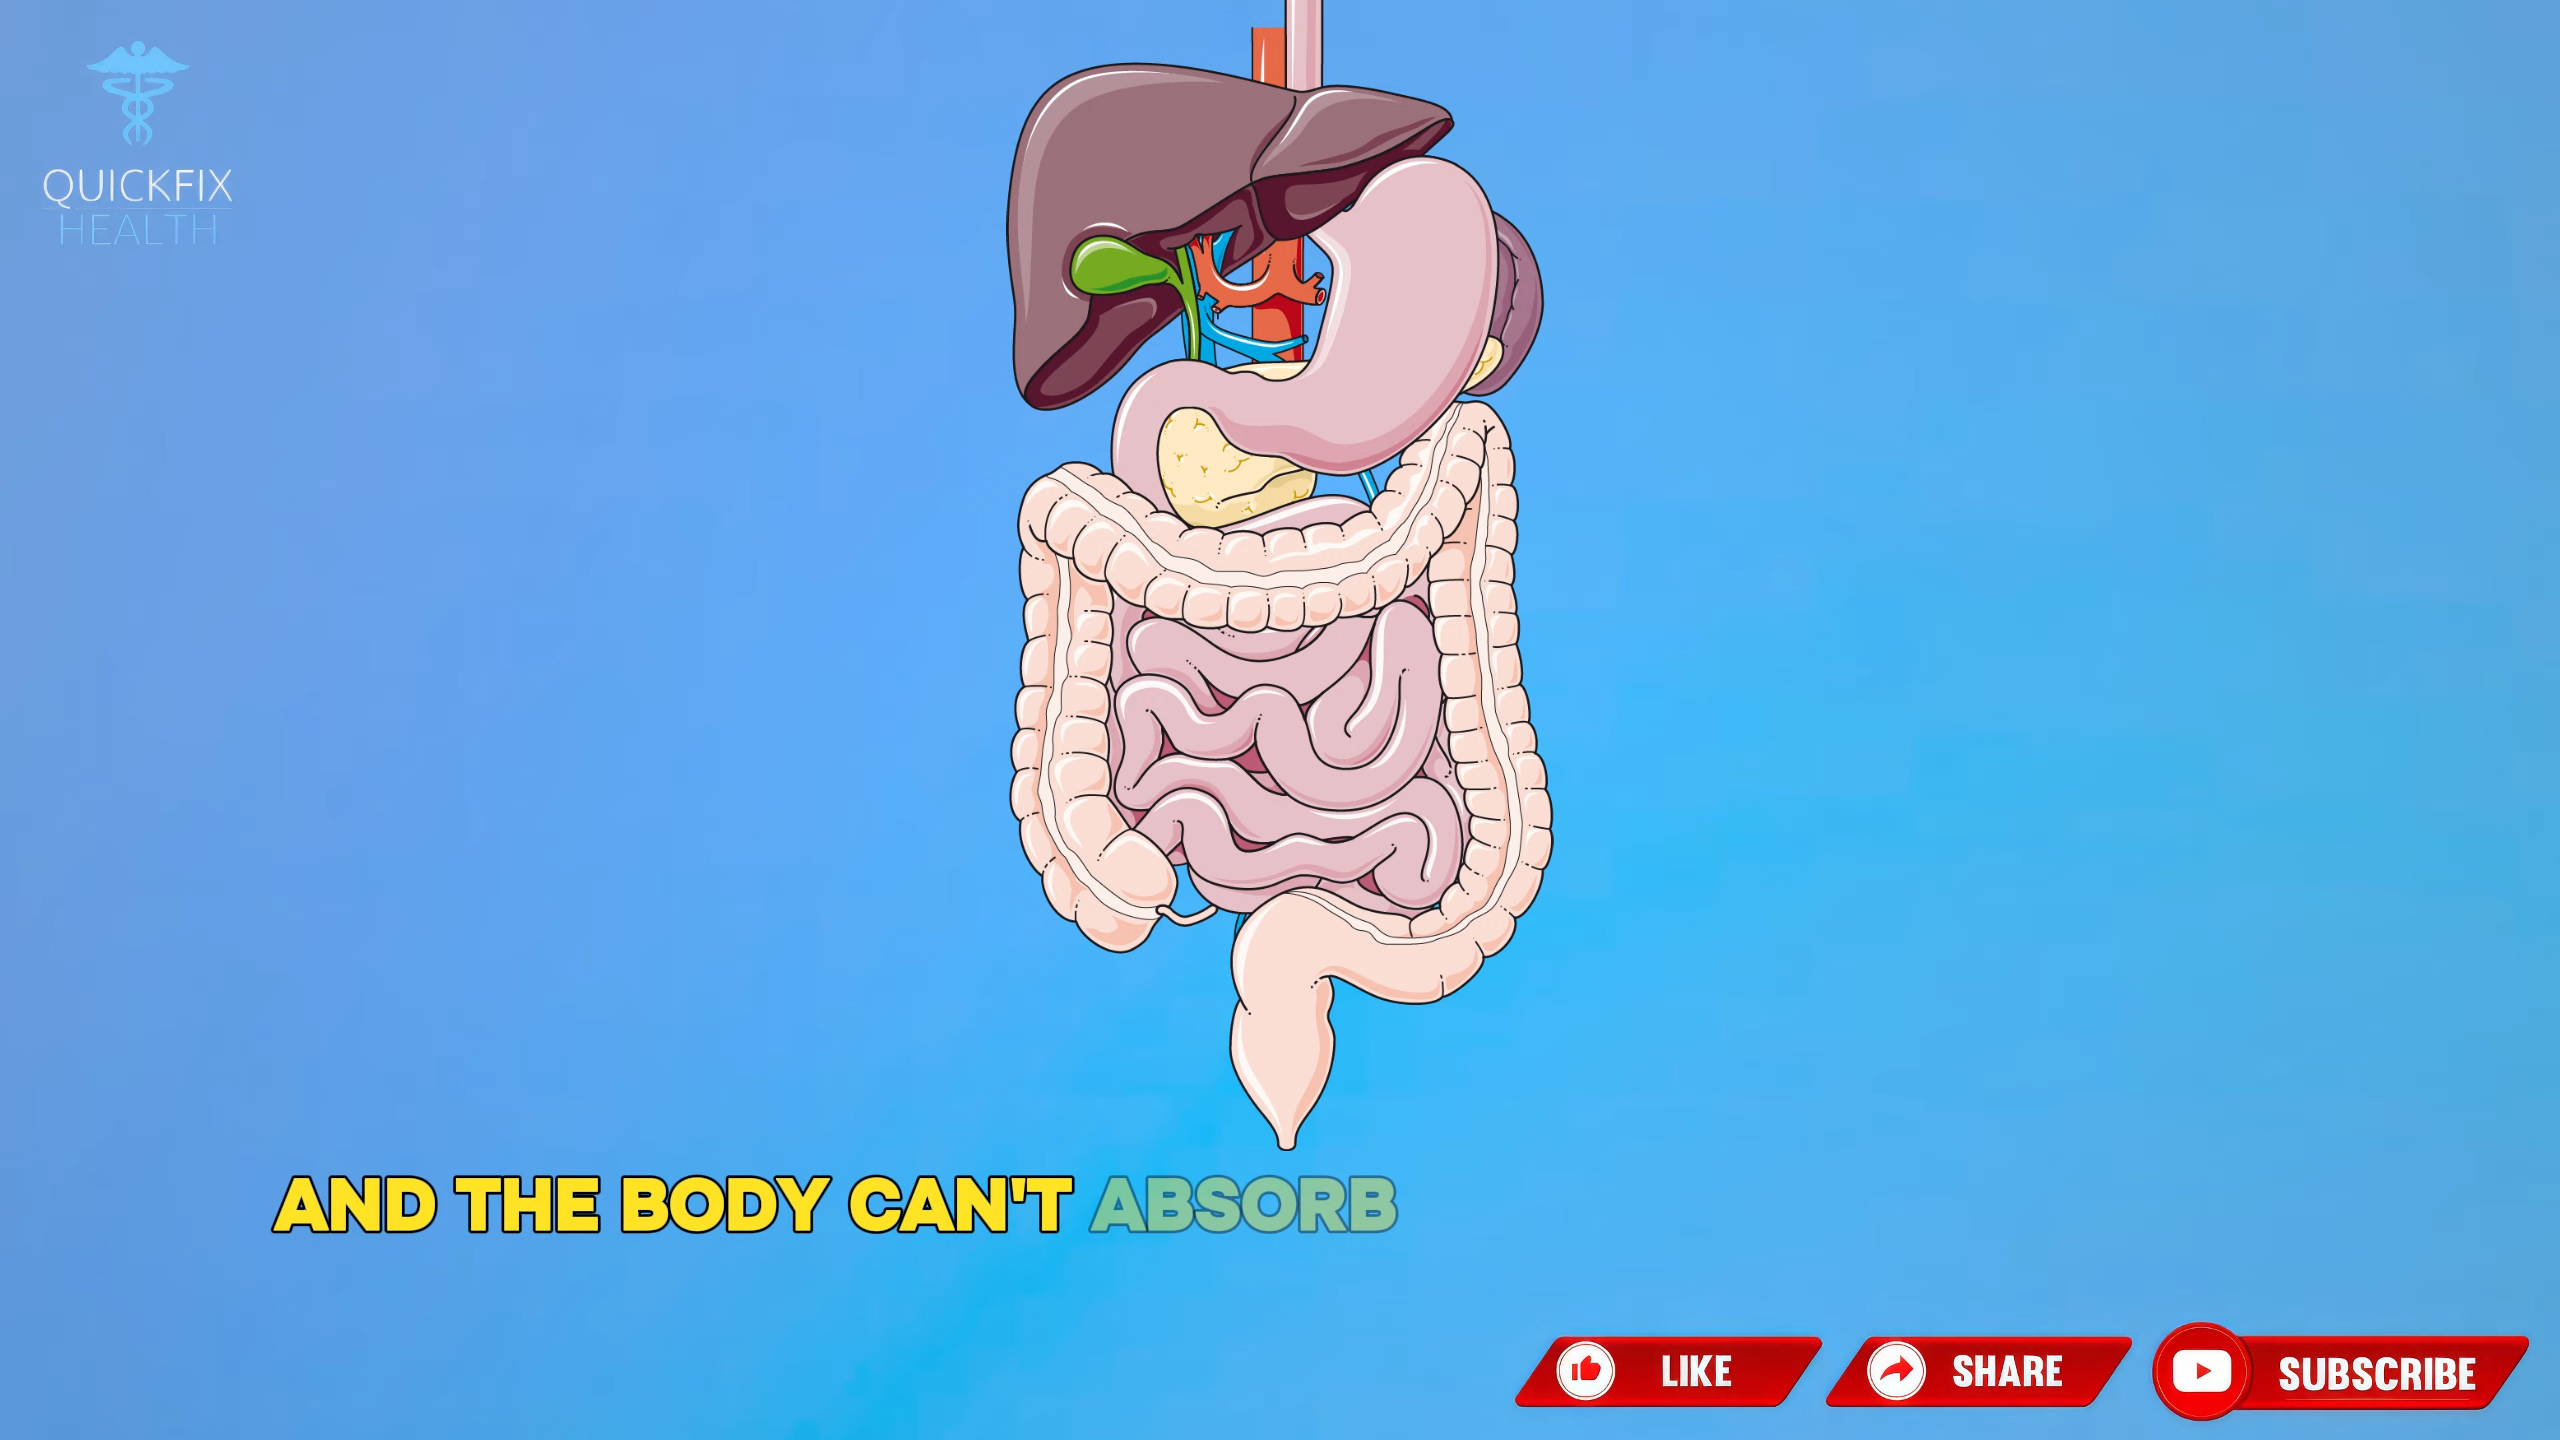 QUICKFIX
HEALTH
AND THE BODY CAN'T ABSORB
LIKE
SHARE
SUBSCRIBE